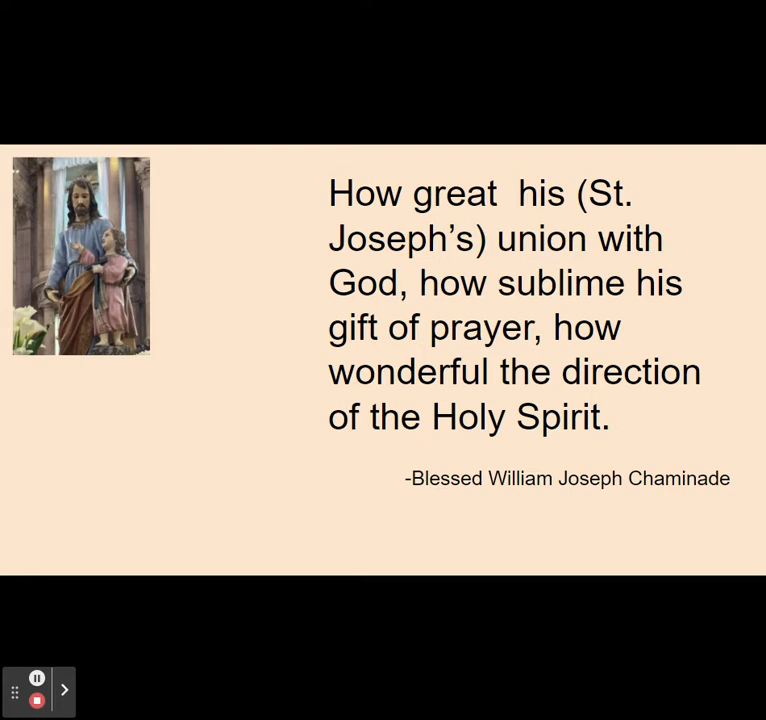 How great  his (St.
Joseph’s) union with
God, how sublime his
gift of prayer, how
wonderful the direction
of the Holy Spirit.
-Blessed William Joseph Chaminade